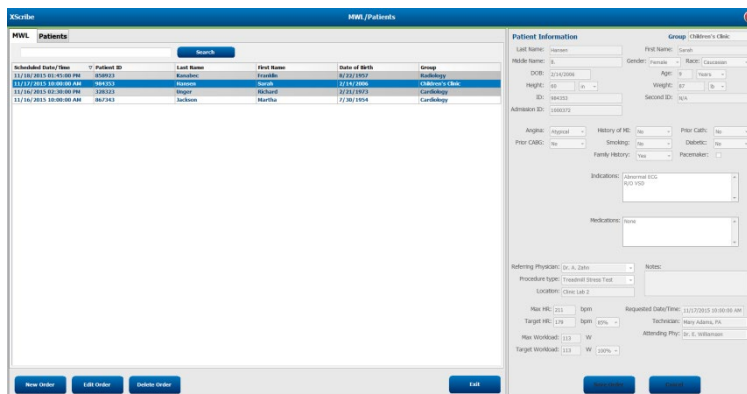 XScribe MWL/Patients
MWL Patients
Search
Scheduled Date/Time Patient ID Last Name First Name Date of Birth Group
11/18/2015 01:45:00 PM 858923 Kanabec Franklin 8/22/1957 Radiology
11/17/2015 10:00:00 AM 984353 Hansen Sarah 2/14/2006 Children's Clinic
11/16/2015 02:30:00 PM 328323 Unger Richard 2/21/1973 Cardiology
11/16/2015 10:00:00 AM 867343 Jackson Martha 7/30/1954 Cardiology
New Order Edit Order Delete Order Exit
Patient Information Group Children's Clinic
Last Name: Hansen First Name: Sarah
Middle Name: B. Gender: Female Race: Caucasian
DOB: 2/14/2006 Age: 9 Years
Height: 60 in Weight: 87 lb
ID: 984353 Second ID: N/A
Admission ID:
Angina: Atypical History of MI: No Prior Cath: No
Prior CABG: No Smoking: No Diabetic: No
Family History: Yes Pacemaker:
Indications: Abnormal ECG
R/O VSD
Medications: None
Referring Physician: Dr. A. Zahn Notes:
Procedure type: Treadmill Stress Test
Location: Clinic Lab 2
Max HR: 211 bpm Requested Date/Time: 11/17/2015 10:00:00 AM
Target HR: 179 bpm 85% Technician: Mary Adams, PA
Attending Phy: Dr. E. Williamson
Max Workload: 113 W
Target Workload: 113 W 100%